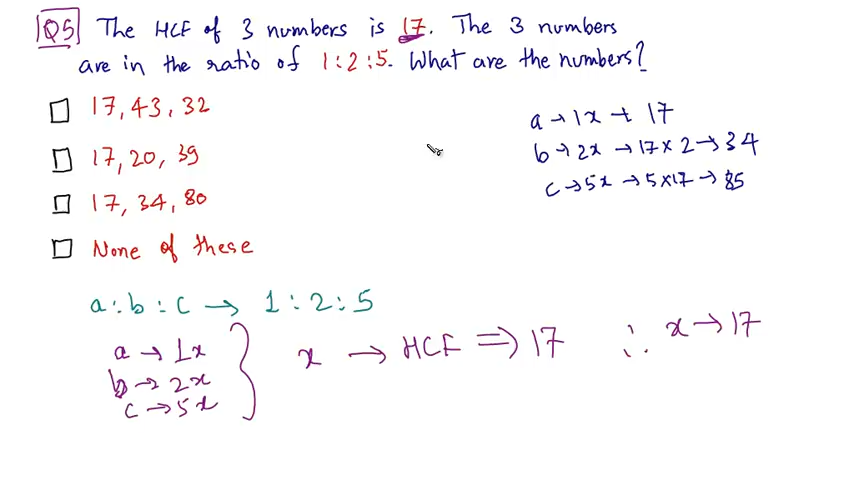 Q5 The HCF of 3 numbers is 17. The 3 numbers
are in the ratio of 1:2:5. What are the numbers?
17, 43, 32
17, 20, 39
17, 34, 80
None of these
a → 1x → 17
b → 2x → 17 x 2 → 34
c → 5x → 5 x 17 → 85
a : b : c → 1 : 2 : 5
a → 1x
b → 2x
c → 5x
x → HCF ⇒ 17 ∴ x → 17